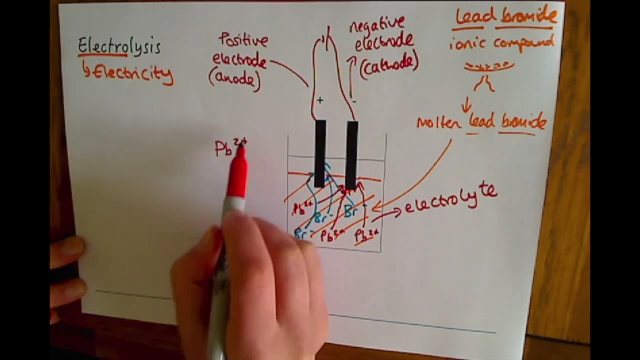 Electrolysis
↳Electricity
Positive
electrode
(anode)
negative
electrode
(cathode)
Lead bromide
ionic compound
Molten lead bromide
+
-
Pb²⁺
Pb²⁺
Br⁻
Br⁻
Br⁻
Pb²⁺
Pb²⁺
→electrolyte